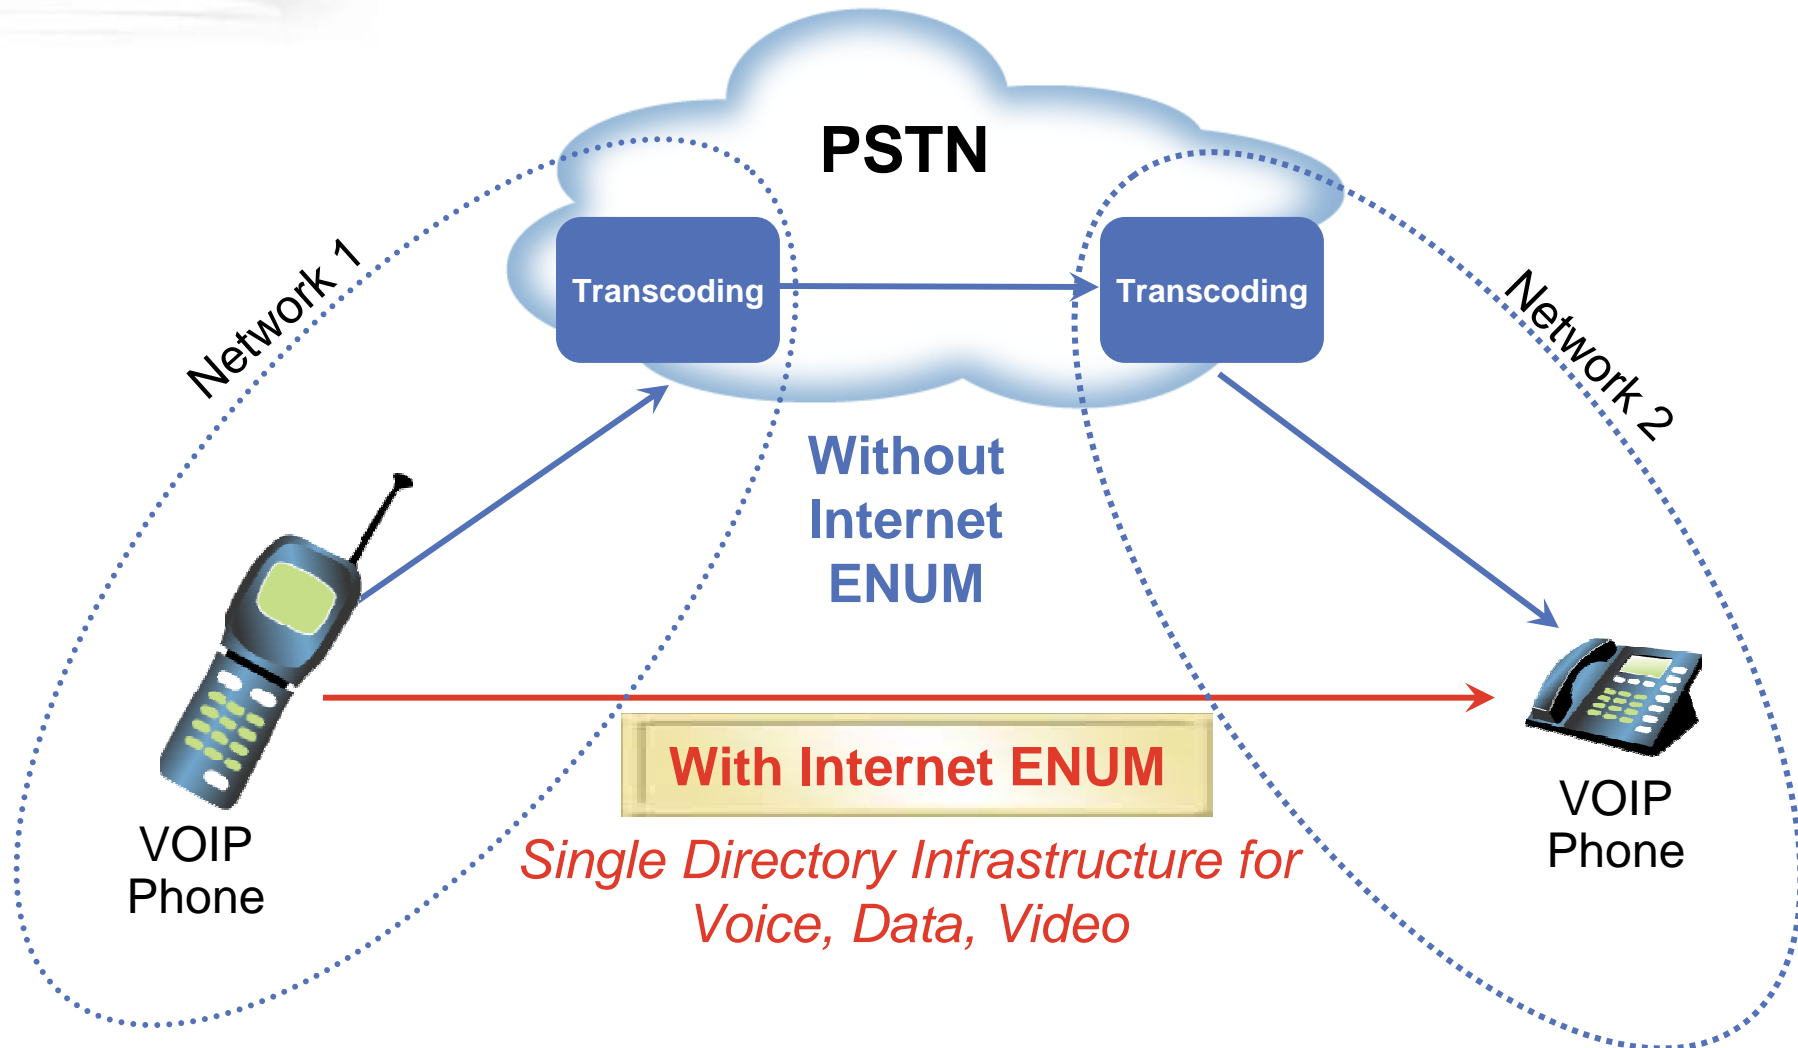 PSTN
Network 1
Transcoding
Transcoding
Network 2
Without
Internet
ENUM
With Internet ENUM
VOIP
Phone
VOIP
Phone
Single Directory Infrastructure for
Voice, Data, Video